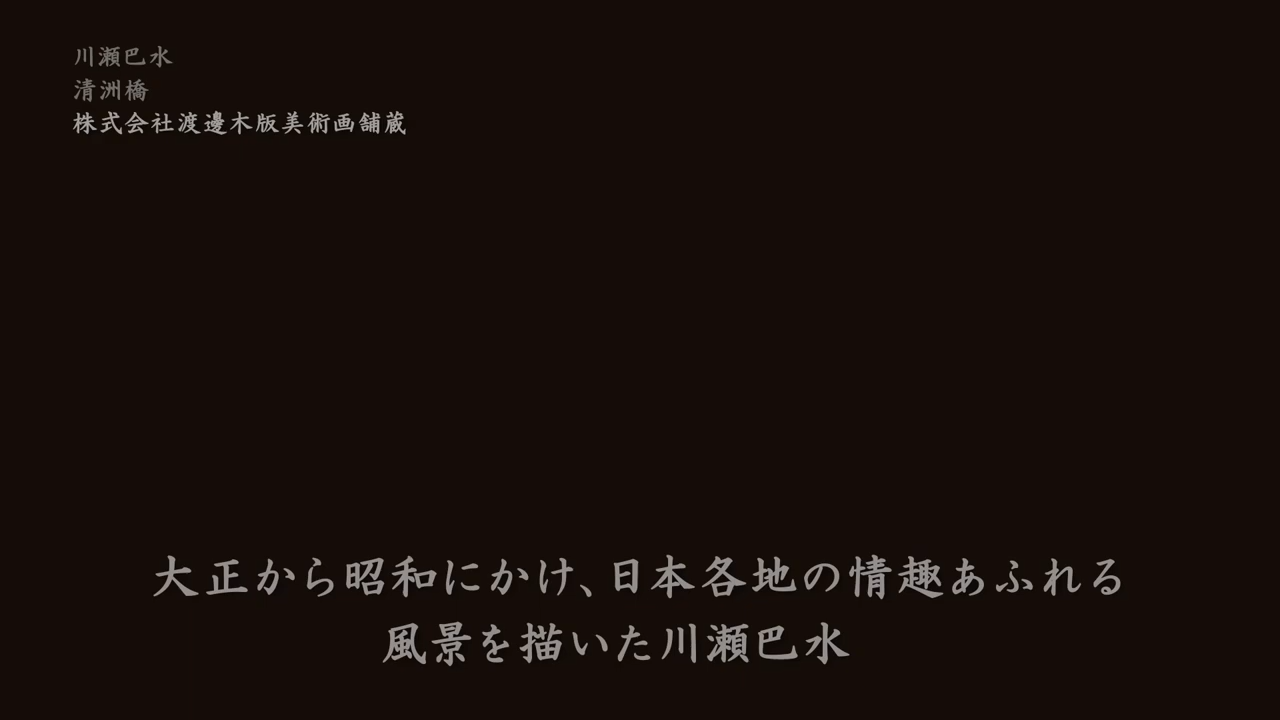 川瀬巴水
清洲橋
株式会社渡邊木版美術画舗蔵
大正から昭和にかけ、日本各地の情趣あふれる
風景を描いた川瀬巴水